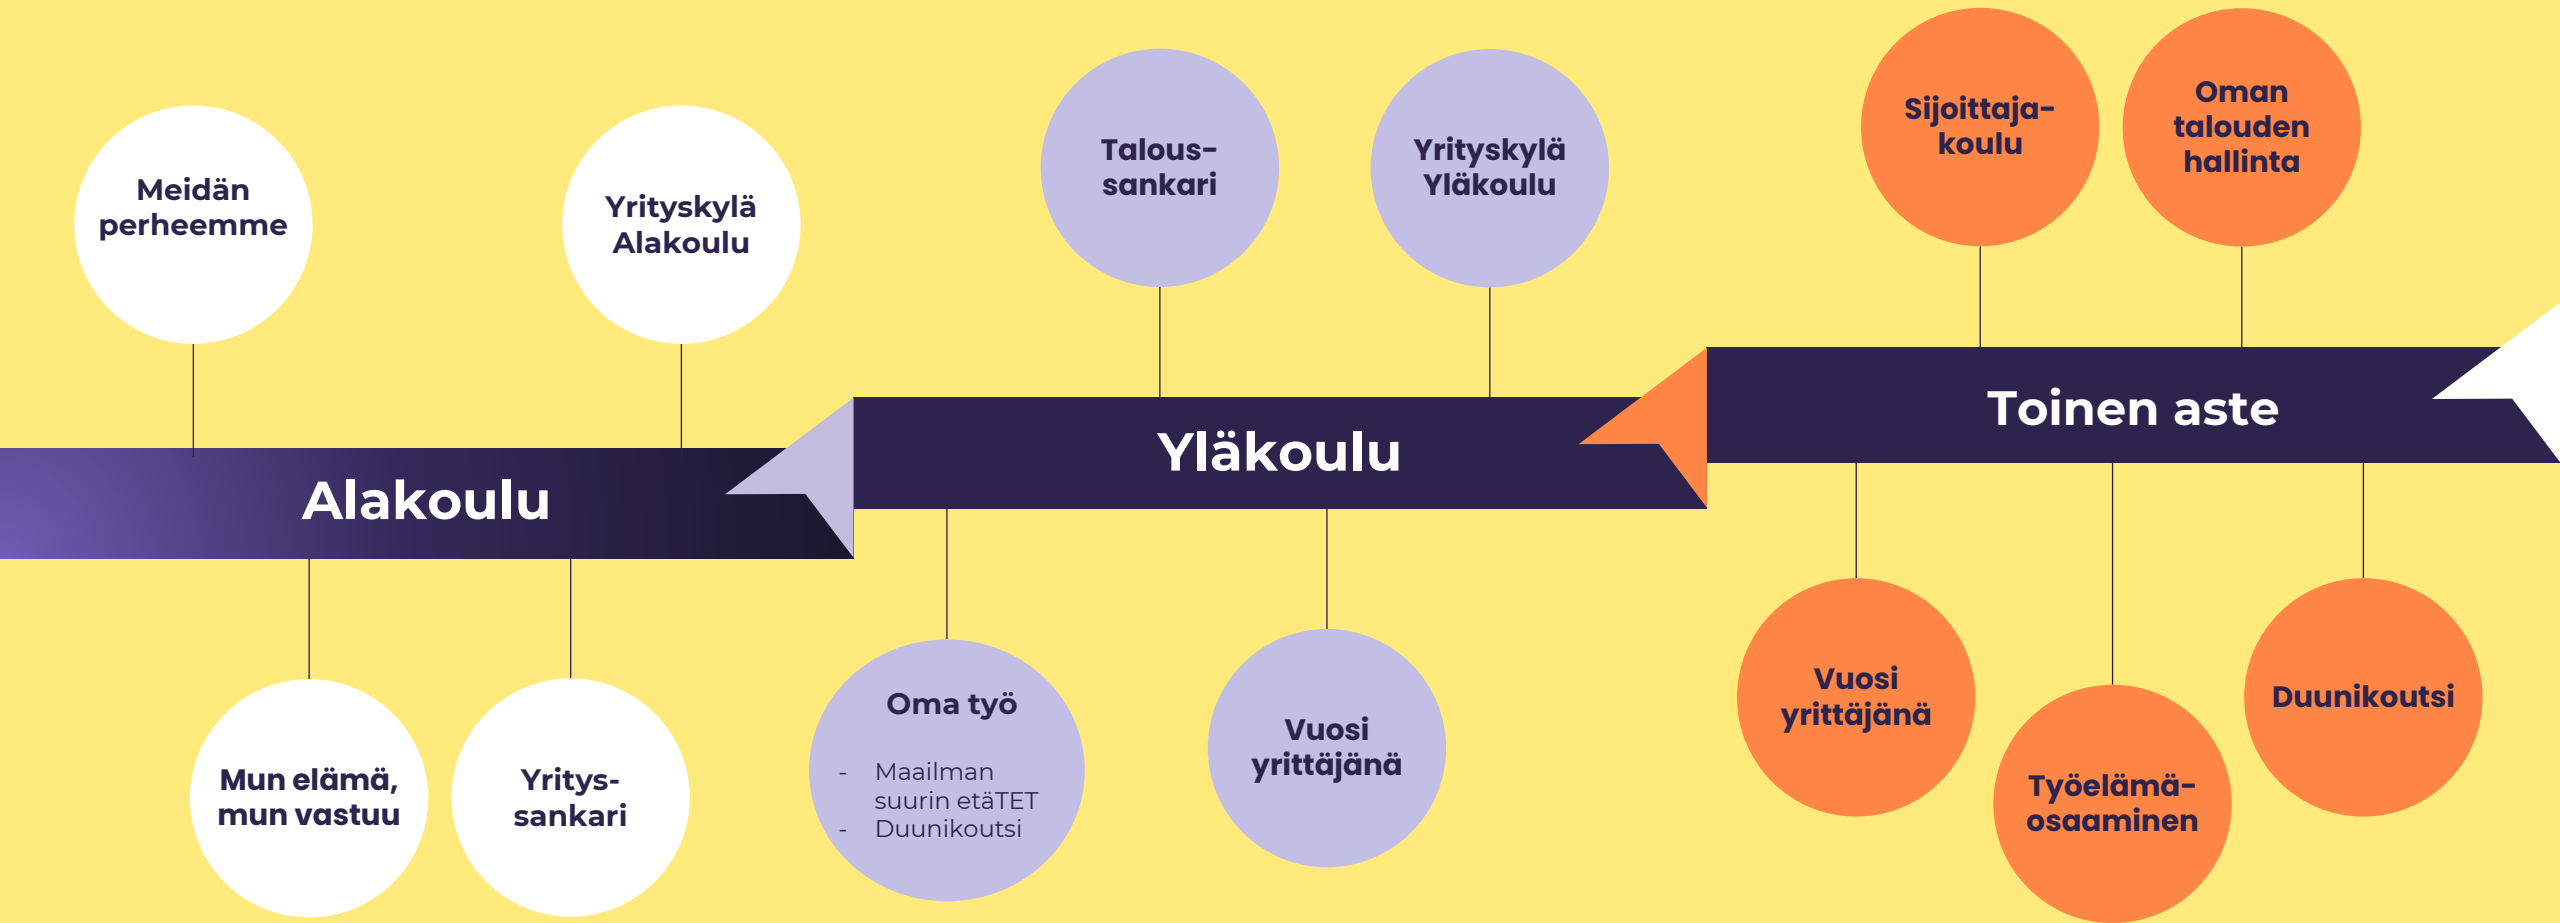 Meidän
perheemme
Yrityskylä
Alakoulu
Alakoulu
Mun elämä,
mun vastuu
Yritys-
sankari
Talous-
sankari
Yrityskylä
Yläkoulu
Yläkoulu
Oma työ
- Maailman
suurin etäTET
- Duunikoutsi
Vuosi
yrittäjänä
Sijoittaja-
koulu
Oman
talouden
hallinta
Toinen aste
Vuosi
yrittäjänä
Työelämä-
osaaminen
Duunikoutsi